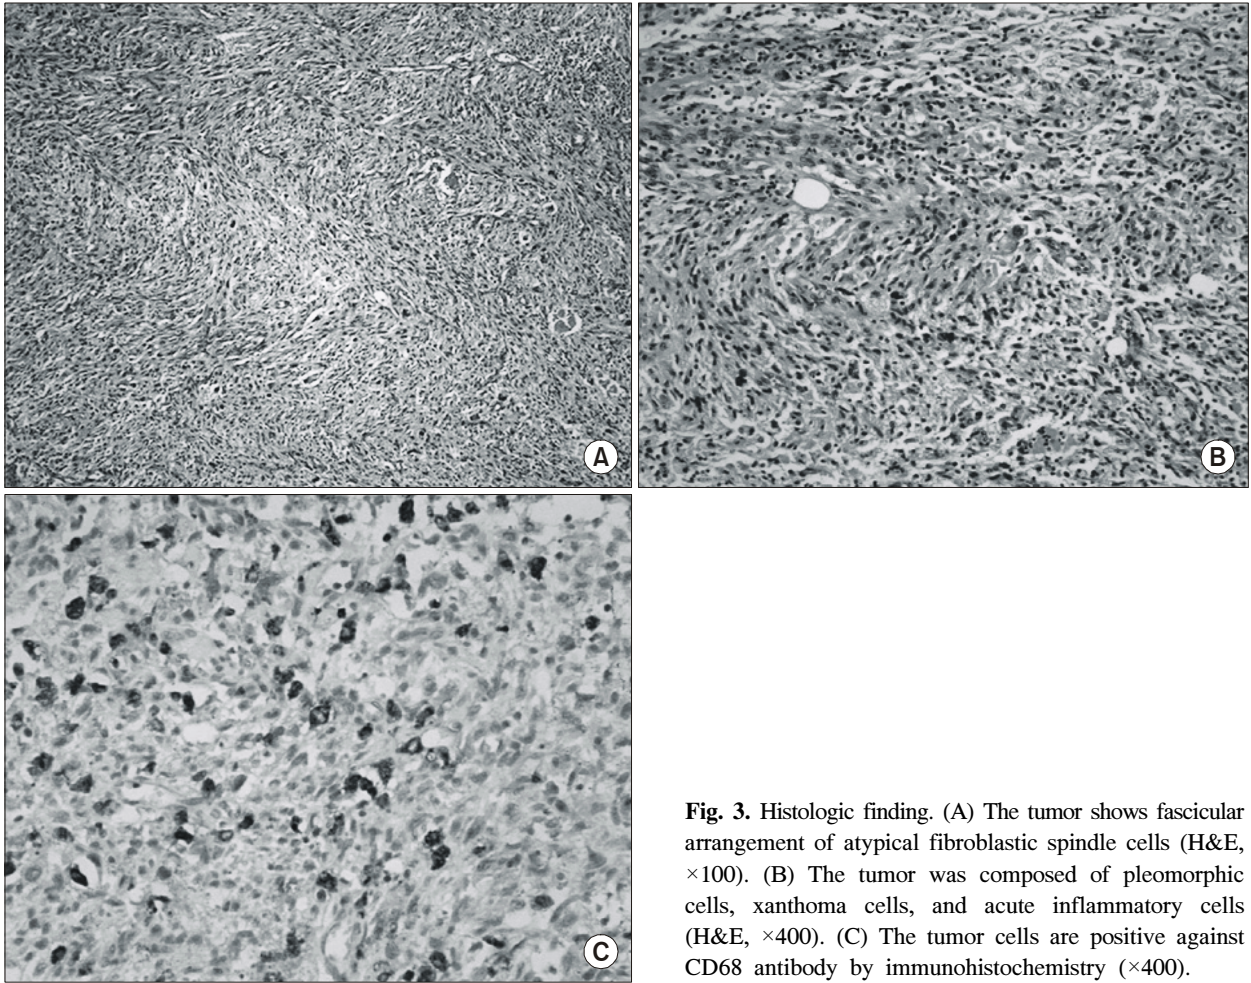 A
B
C
Fig. 3. Histologic finding. (A) The tumor shows fascicular
arrangement of atypical fibroblastic spindle cells (H&E,
×100). (B) The tumor was composed of pleomorphic
cells, xanthoma cells, and acute inflammatory cells
(H&E, ×400). (C) The tumor cells are positive against
CD68 antibody by immunohistochemistry (×400).